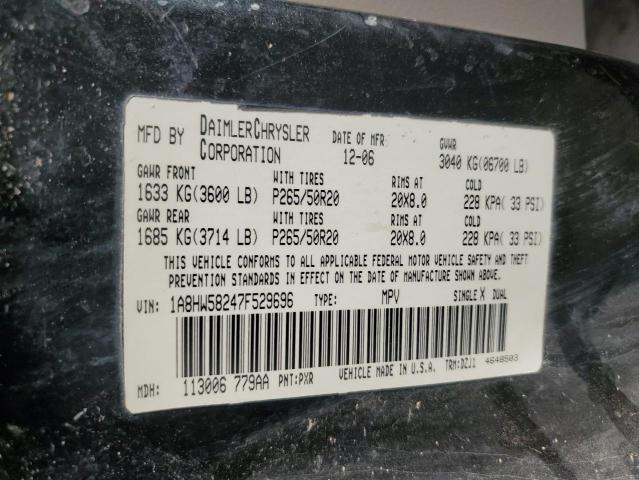 MFD BY DAIMLERCHRYSLER CORPORATION DATE OF MFR 12-06 GVWR 3040 KG(06700 LB)
GAWR FRONT WITH TIRES RIMS AT COLD
1633 KG(3600 LB) P265/50R20 20X8.0 228 KPA( 33 PSI)
GAWR REAR WITH TIRES RIMS AT COLD
1685 KG(3714 LB) P265/50R20 20X8.0 228 KPA( 33 PSI)
THIS VEHICLE CONFORMS TO ALL APPLICABLE FEDERAL MOTOR VEHICLE SAFETY AND THEFT
PREVENTION STANDARDS IN EFFECT ON THE DATE OF MANUFACTURE SHOWN ABOVE.
VIN: 1A8HW58247F529696 TYPE: MPV SINGLE X DUAL
MDH: 113006 779AA PNT:PXR VEHICLE MADE IN U.S.A. TRM:DZJ1 4648503